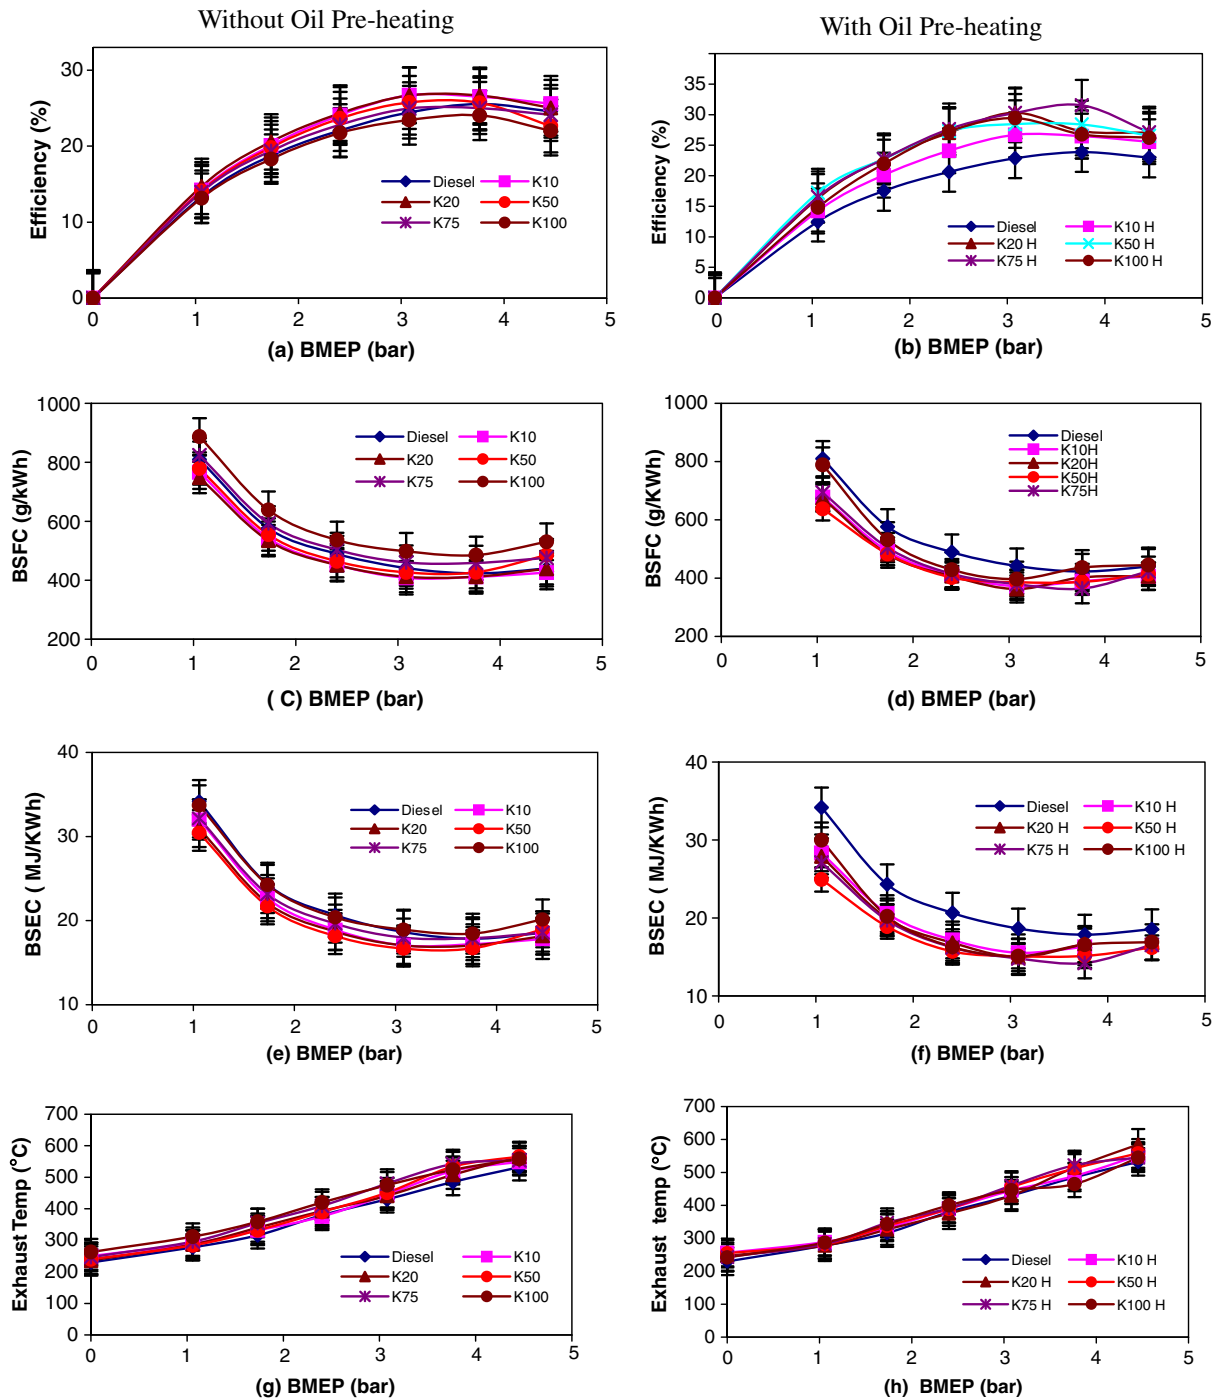 Without Oil Pre-heating
With Oil Pre-heating
Efficiency (%)
30
20
10
0
Diesel
K10
K20
K50
K75
K100
0 1 2 3 4 5
(a) BMEP (bar)
Efficiency (%)
35
30
25
20
15
10
5
0
Diesel
K10 H
K20 H
K50 H
K75 H
K100 H
0 1 2 3 4 5
(b) BMEP (bar)
BSFC (g/kWh)
1000
800
600
400
200
Diesel
K10
K20
K50
K75
K100
0 1 2 3 4 5
( C) BMEP (bar)
BSFC (g/kWh)
1000
800
600
400
200
Diesel
K10H
K20H
K50H
K75H
0 1 2 3 4 5
(d) BMEP (bar)
BSEC ( MJ/KWh)
40
30
20
10
Diesel
K10
K20
K50
K75
K100
0 1 2 3 4 5
(e) BMEP (bar)
BSEC ( MJ/KWh)
40
30
20
10
Diesel
K10 H
K20 H
K50 H
K75 H
K100 H
0 1 2 3 4 5
(f) BMEP (bar)
Exhaust Temp (°C)
700
600
500
400
300
200
100
0
Diesel
K10
K20
K50
K75
K100
0 1 2 3 4 5
(g) BMEP (bar)
Exhaust temp (°C)
700
600
500
400
300
200
100
0
Diesel
K10 H
K20 H
K50 H
K75 H
K100 H
0 1 2 3 4 5
(h) BMEP (bar)